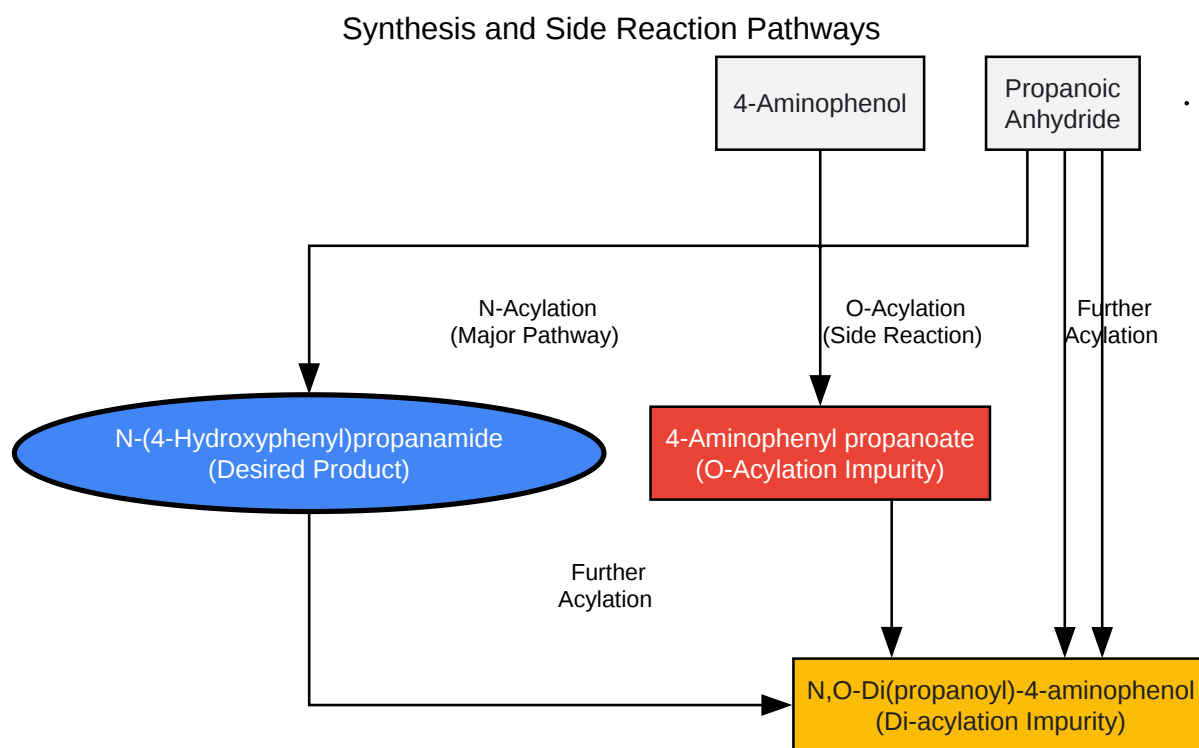 Synthesis and Side Reaction Pathways
4-Aminophenol
Propanoic
Anhydride
N-Acylation
(Major Pathway)
O-Acylation
(Side Reaction)
Further
Acylation
N-(4-Hydroxyphenyl)propanamide
(Desired Product)
4-Aminophenyl propanoate
(O-Acylation Impurity)
Further
Acylation
N,O-Di(propanoyl)-4-aminophenol
(Di-acylation Impurity)